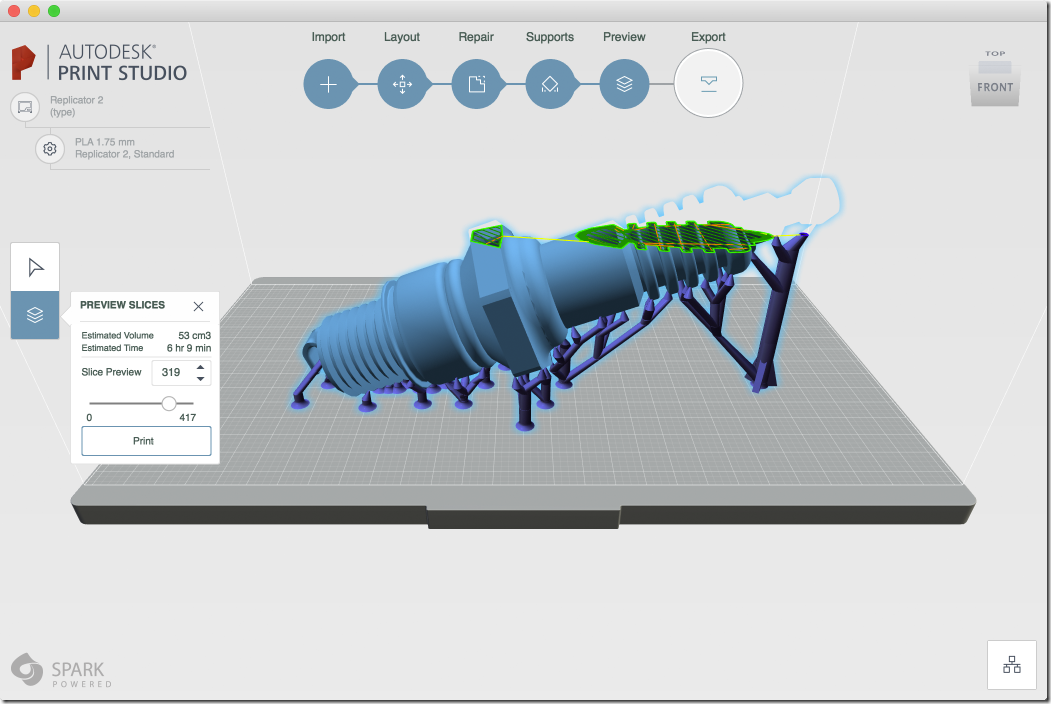 Import Layout Repair Supports Preview Export
AUTODESK®
PRINT STUDIO
Replicator 2
(type)
PLA 1.75 mm
Replicator 2, Standard
TOP
FRONT
PREVIEW SLICES
Estimated Volume 53 cm3
Estimated Time 6 hr 9 min
Slice Preview 319
0 417
Print
SPARK
POWERED